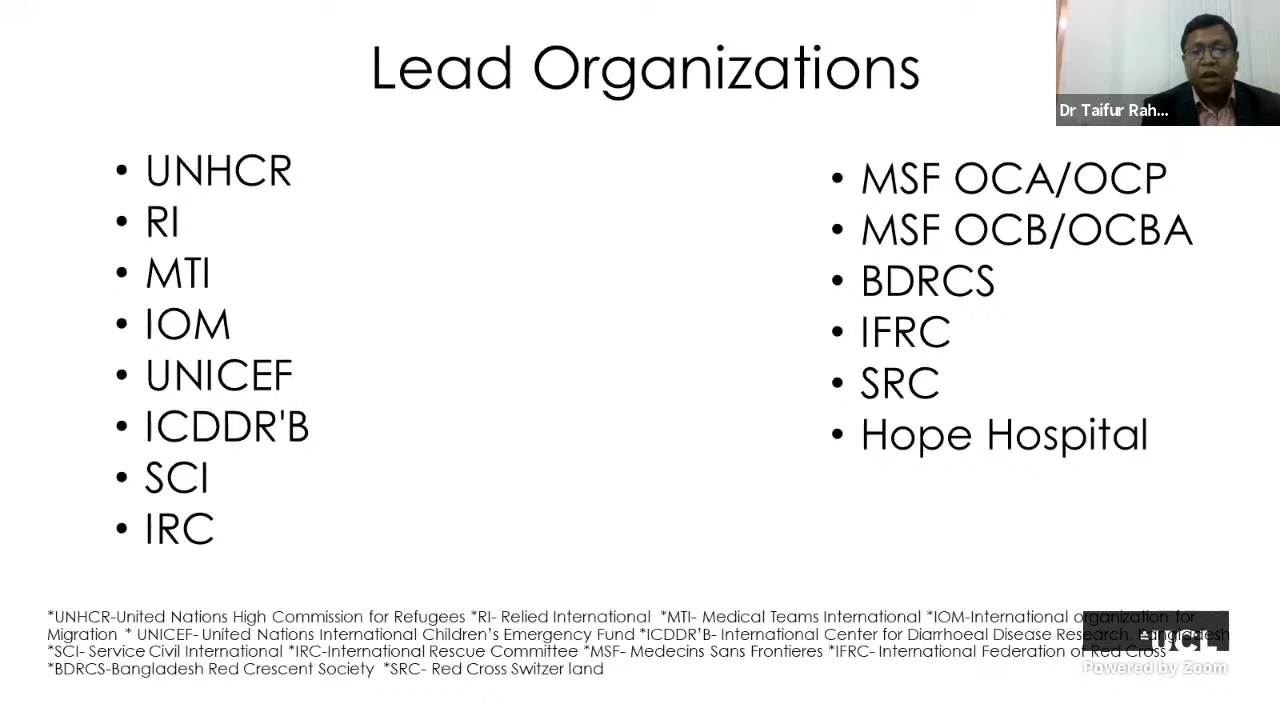 Lead Organizations
Dr Taifur Rah...
• UNHCR
• RI
• MTI
• IOM
• UNICEF
• ICDDR'B
• SCI
• IRC
• MSF OCA/OCP
• MSF OCB/OCBA
• BDRCS
• IFRC
• SRC
• Hope Hospital
*UNHCR-United Nations High Commission for Refugees *RI- Relied International *MTI- Medical Teams International *IOM-International organization for
Migration * UNICEF- United Nations International Children’s Emergency Fund *ICDDR’B- International Center for Diarrhoeal Disease Research. Bangladesh
*SCI- Service Civil International *IRC-International Rescue Committee *MSF- Medecins Sans Frontieres *IFRC- International Federation of Red Cross
*BDRCS-Bangladesh Red Crescent Society *SRC- Red Cross Switzer land
UCL
Powered by Zoom